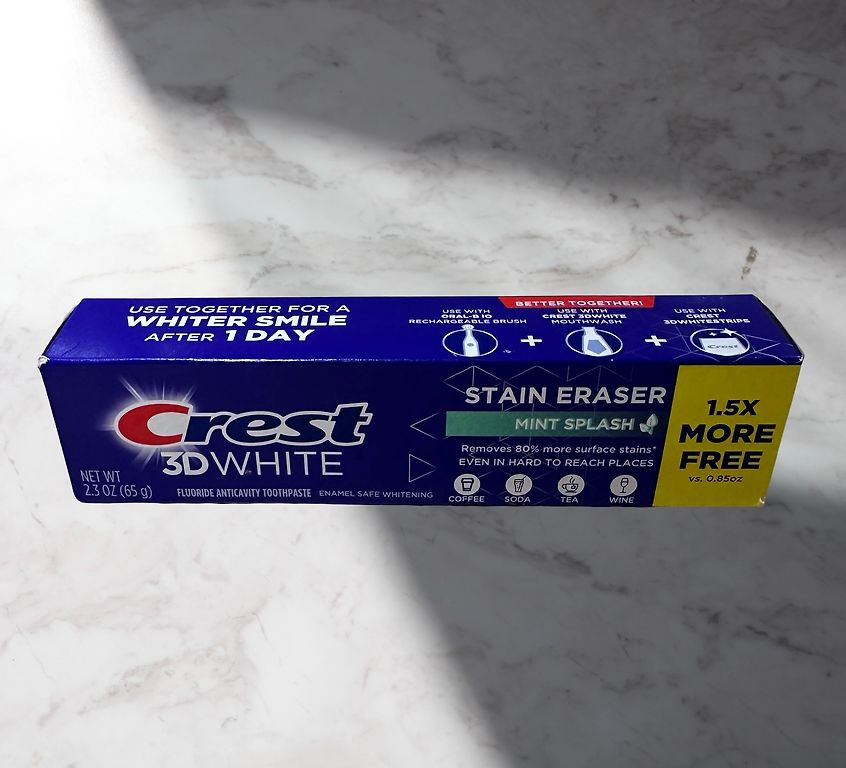 USE TOGETHER FOR A
WHITER SMILE
AFTER 1 DAY
BETTER TOGETHER!
USE WITH
ORAL-B iO
RECHARGEABLE BRUSH
+
USE WITH
CREST 3DWHITE
MOUTHWASH
+
USE WITH
CREST
3DWHITESTRIPS
Crest
Crest
3DWHITE
NET WT
2.3 OZ (65 g)
FLUORIDE ANTICAVITY TOOTHPASTE ENAMEL SAFE WHITENING
STAIN ERASER
MINT SPLASH
Removes 80% more surface stains*
EVEN IN HARD TO REACH PLACES
COFFEE SODA TEA WINE
1.5X
MORE
FREE
vs. 0.85oz